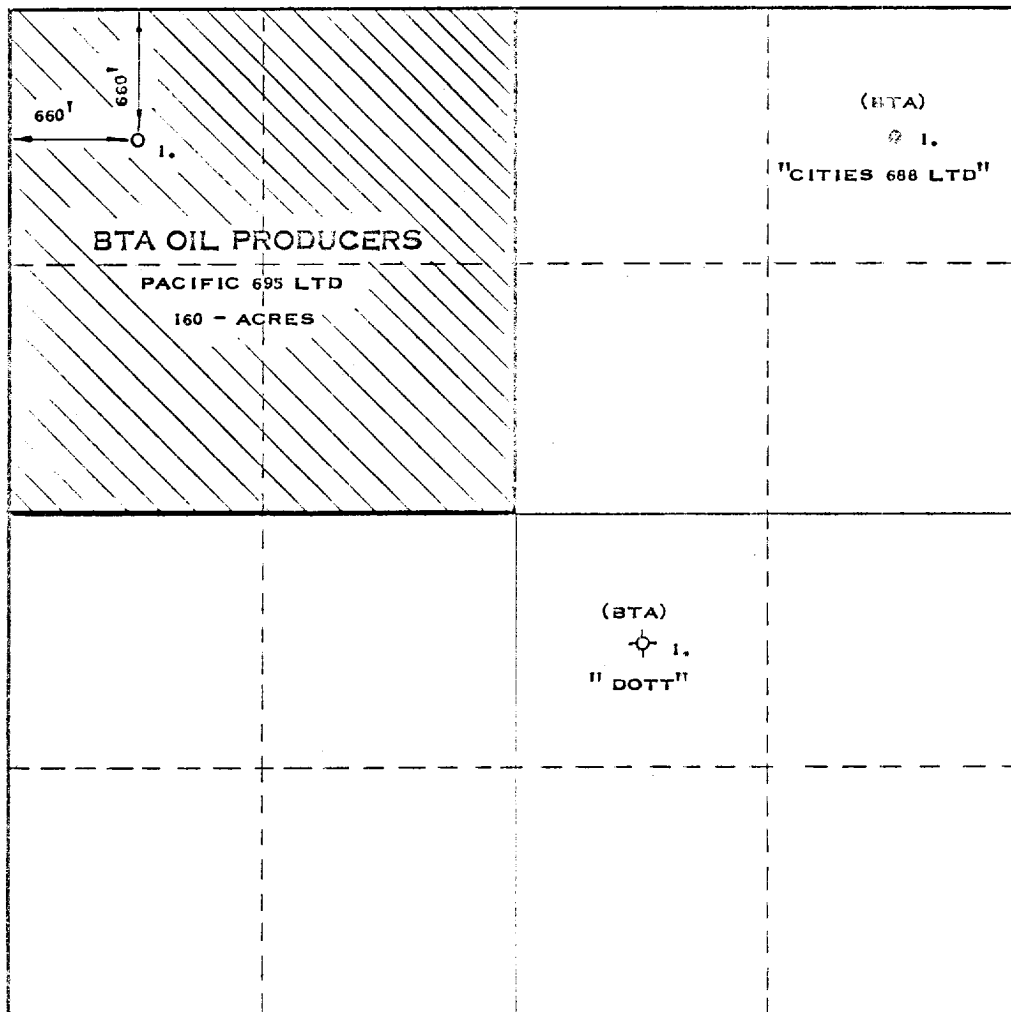 660'
660'
1.
BTA OIL PRODUCERS
PACIFIC 695 LTD
160 - ACRES
(BTA)
1.
"CITIES 688 LTD"
(BTA)
1.
"DOTT"